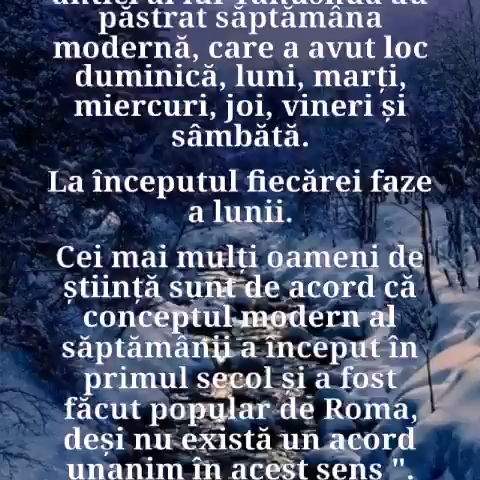 păstrat săptămâna
modernă, care a avut loc
duminică, luni, marți,
miercuri, joi, vineri și
sâmbătă.
La începutul fiecărei faze
a lunii.
Cei mai mulți oameni de
știință sunt de acord că
conceptul modern al
săptămânii a început în
primul secol și a fost
făcut popular de Roma,
deși nu există un acord
unanim în acest sens ".